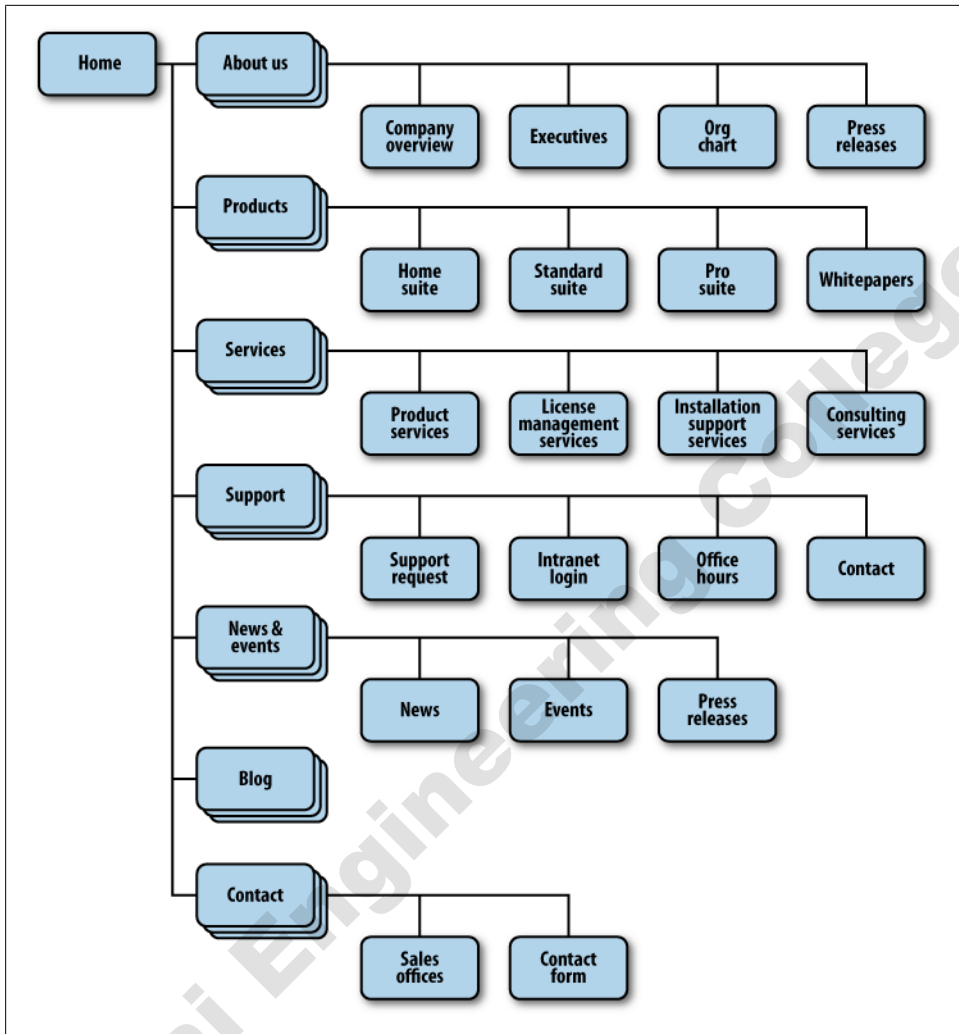 Home
About us
Company
overview
Executives
Org
chart
Press
releases
Products
Home
suite
Standard
suite
Pro
suite
Whitepapers
Services
Product
services
License
management
services
Installation
support
services
Consulting
services
Support
Support
request
Intranet
login
Office
hours
Contact
News &
events
News
Events
Press
releases
Blog
Contact
Sales
offices
Contact
form
Engineering College